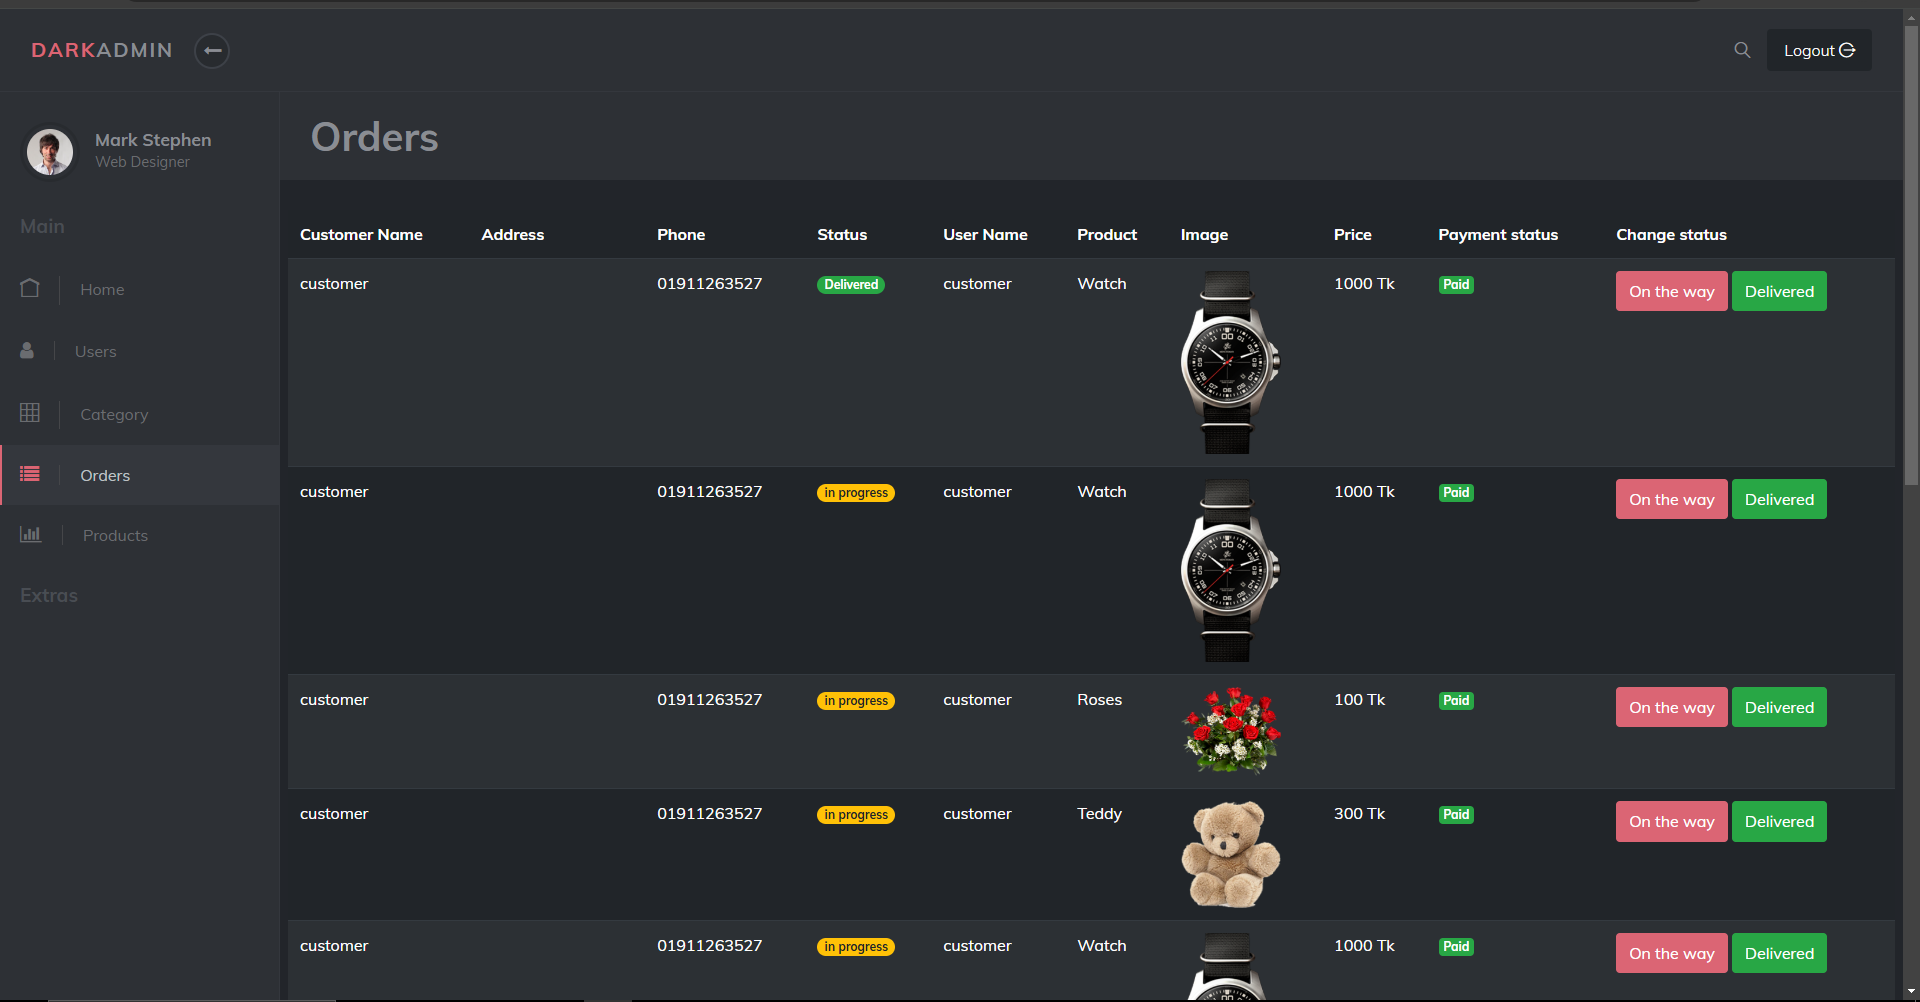 DARKADMIN
Logout
Mark Stephen
Web Designer
Main
Home
Users
Category
Orders
Products
Extras
Orders
Customer Name Address Phone Status User Name Product Image Price Payment status Change status
customer 01911263527 Delivered customer Watch 1000 Tk Paid On the way Delivered
customer 01911263527 in progress customer Watch 1000 Tk Paid On the way Delivered
customer 01911263527 in progress customer Roses 100 Tk Paid On the way Delivered
customer 01911263527 in progress customer Teddy 300 Tk Paid On the way Delivered
customer 01911263527 in progress customer Watch 1000 Tk Paid On the way Delivered